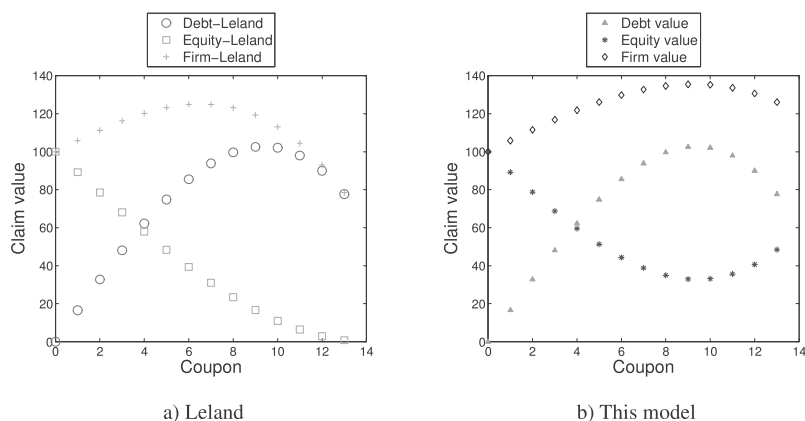 Debt−Leland
Equity−Leland
Firm−Leland
140
120
100
80
60
40
20
0
Claim value
0 2 4 6 8 10 12 14
Coupon
a) Leland
Debt value
Equity value
Firm value
140
120
100
80
60
40
20
0
Claim value
0 2 4 6 8 10 12 14
Coupon
b) This model